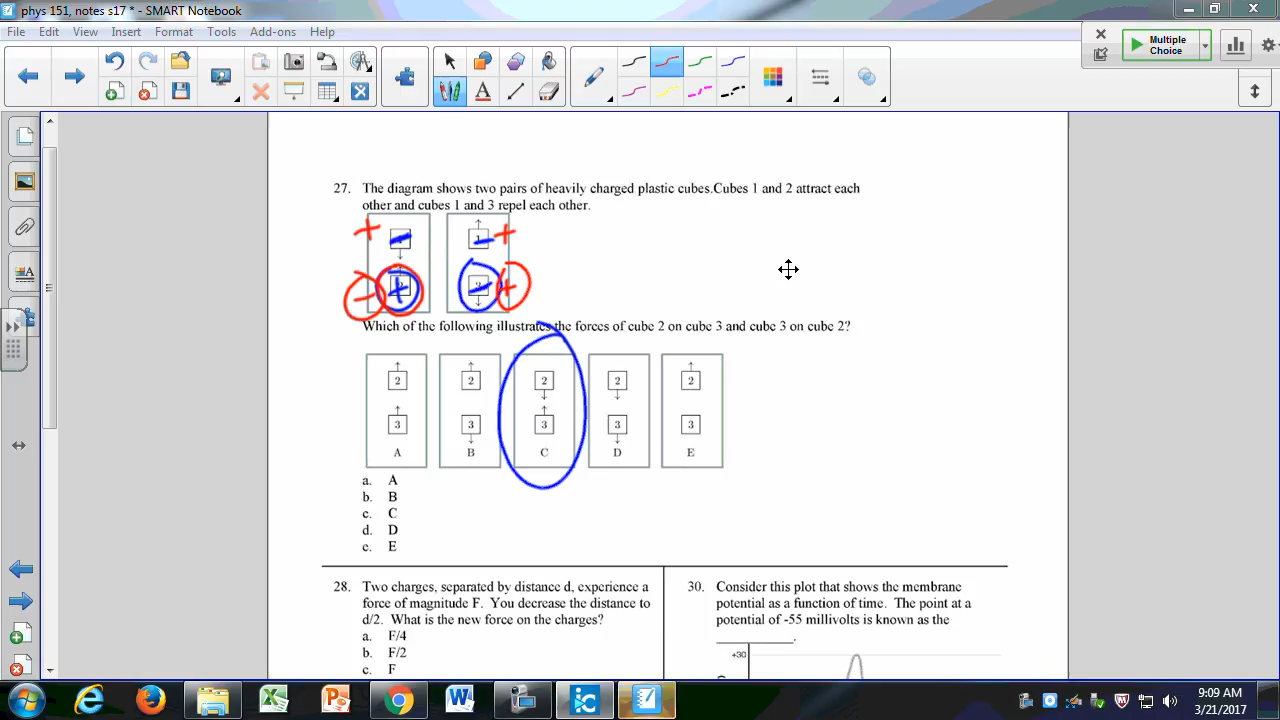 phys 151, notes s17 * - SMART Notebook
File Edit View Insert Format Tools Add-ons Help
Multiple
Choice
27. The diagram shows two pairs of heavily charged plastic cubes.Cubes 1 and 2 attract each
other and cubes 1 and 3 repel each other.
+ − − +
− + − +
Which of the following illustrates the forces of cube 2 on cube 3 and cube 3 on cube 2?
2 2 2 2 2
3 3 3 3 3
A B C D E
a. A
b. B
c. C
d. D
e. E
28. Two charges, separated by distance d, experience a
force of magnitude F. You decrease the distance to
d/2. What is the new force on the charges?
a. F/4
b. F/2
c. F
30. Consider this plot that shows the membrane
potential as a function of time. The point at a
potential of -55 millivolts is known as the
____________.
+30
9:09 AM
3/21/2017